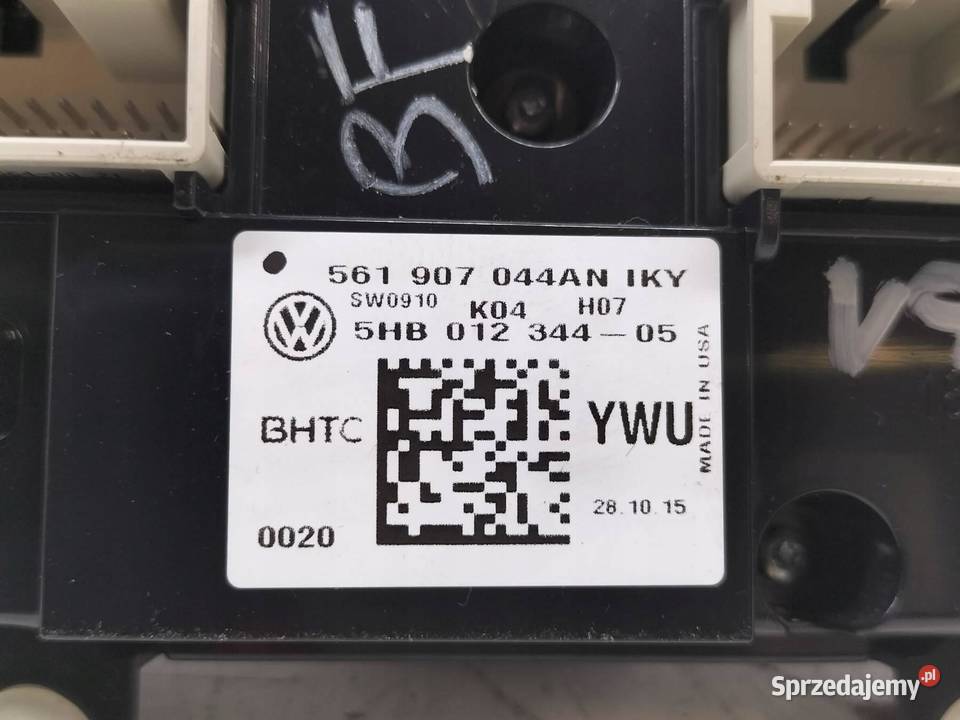 BF
561 907 044AN IKY
SW0910 K04 H07
5HB 012 344-05
BHTC
YWU
MADE IN USA
28.10.15
0020
Sprzedajemy.pl